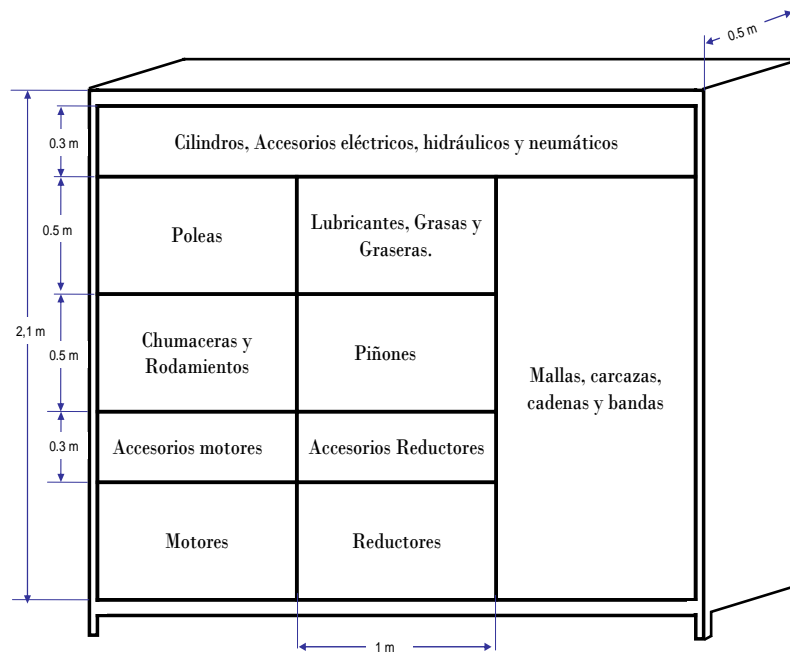 0.5 m
0.3 m
Cilindros, Accesorios eléctricos, hidráulicos y neumáticos
0.5 m
Poleas
Lubricantes, Grasas y
Graseras.
2,1 m
0.5 m
Chumaceras y
Rodamientos
Piñones
Mallas, carcazas,
cadenas y bandas
0.3 m
Accesorios motores
Accesorios Reductores
Motores
Reductores
1 m